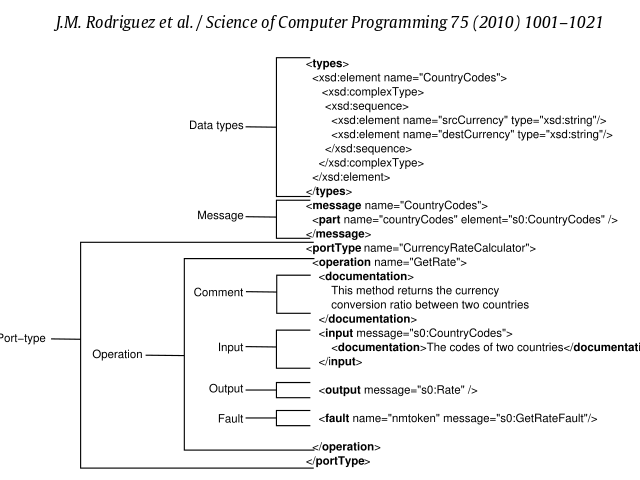 J.M. Rodriguez et al. / Science of Computer Programming 75 (2010) 1001–1021
<types>
<xsd:element name="CountryCodes">
<xsd:complexType>
<xsd:sequence>
Data types
<xsd:element name="srcCurrency" type="xsd:string"/>
<xsd:element name="destCurrency" type="xsd:string"/>
</xsd:sequence>
</xsd:complexType>
</xsd:element>
</types>
<message name="CountryCodes">
Message
<part name="countryCodes" element="s0:CountryCodes" />
</message>
<portType name="CurrencyRateCalculator">
<operation name="GetRate">
<documentation>
Comment
This method returns the currency
conversion ratio between two countries
</documentation>
<input message="s0:CountryCodes">
Port−type
Operation
Input
<documentation>The codes of two countries</documentati
</input>
Output
<output message="s0:Rate" />
Fault
<fault name="nmtoken" message="s0:GetRateFault"/>
</operation>
</portType>